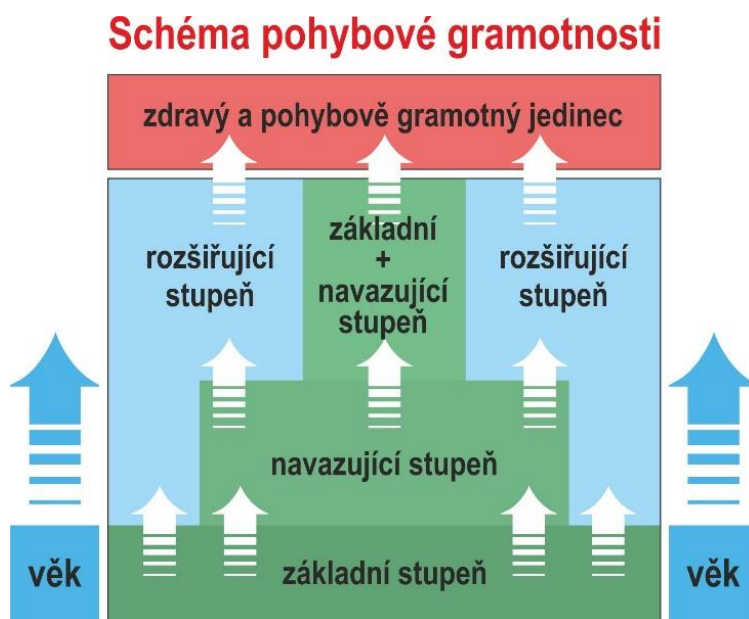 Schéma pohybové gramotnosti
zdravý a pohybově gramotný jedinec
rozšiřující
stupeň
základní
+
navazující
stupeň
rozšiřující
stupeň
navazující stupeň
věk
základní stupeň
věk